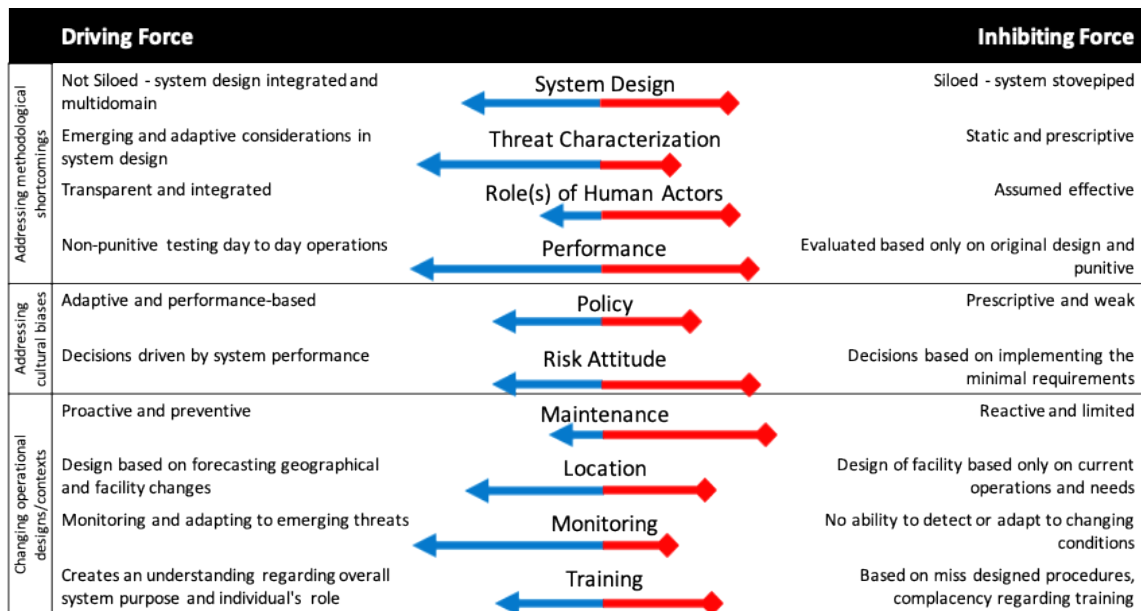 Driving Force
Inhibiting Force
Addressing methodological
shortcomings
Not Siloed - system design integrated and
multidomain
System Design
Siloed - system stovepiped
Emerging and adaptive considerations in
system design
Threat Characterization
Static and prescriptive
Transparent and integrated
Role(s) of Human Actors
Assumed effective
Non-punitive testing day to day operations
Performance
Evaluated based only on original design and
punitive
Addressing
cultural biases
Adaptive and performance-based
Policy
Prescriptive and weak
Decisions driven by system performance
Risk Attitude
Decisions based on implementing the
minimal requirements
Changing operational
designs/contexts
Proactive and preventive
Maintenance
Reactive and limited
Design based on forecasting geographical
and facility changes
Location
Design of facility based only on current
operations and needs
Monitoring and adapting to emerging threats
Monitoring
No ability to detect or adapt to changing
conditions
Creates an understanding regarding overall
system purpose and individual's role
Training
Based on miss designed procedures,
complacency regarding training